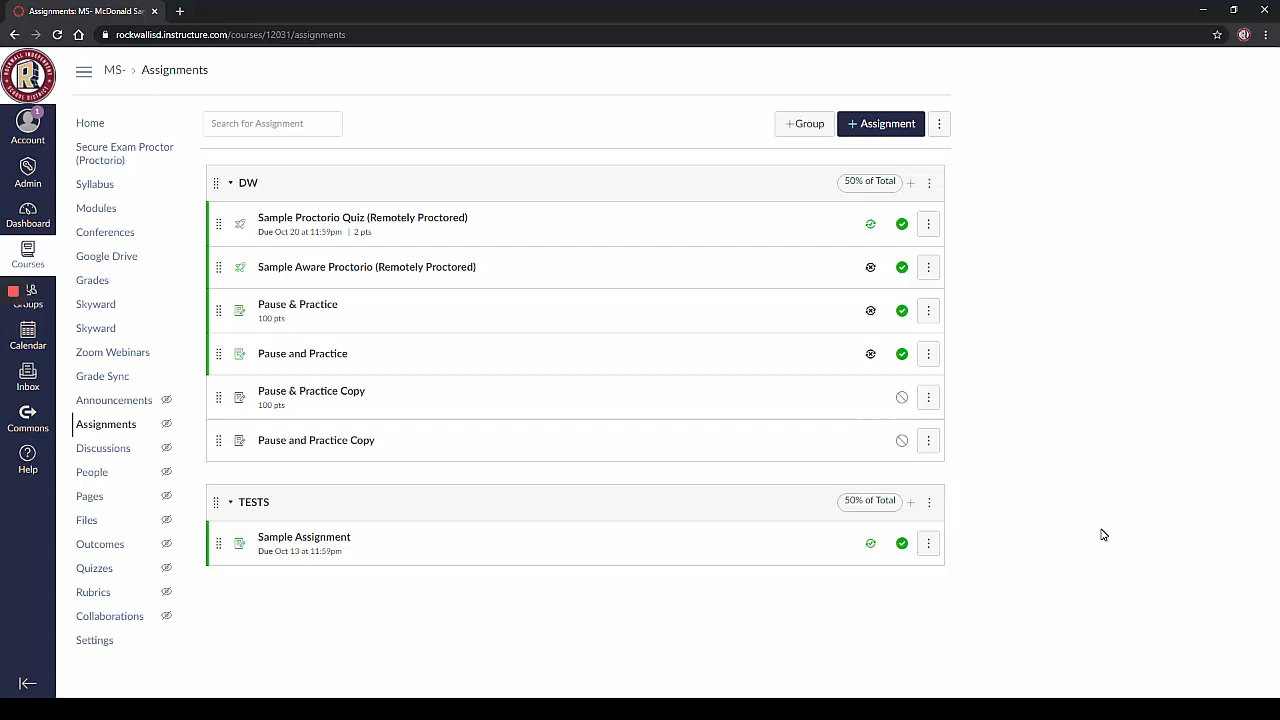 Assignments: MS- McDonald Sa
rockwallisd.instructure.com/courses/12031/assignments
ROCKWALL INDEPENDENT
R
SCHOOL DISTRICT
MS- > Assignments
1
Account
Admin
Dashboard
Courses
Groups
Calendar
Inbox
Commons
Help
Home
Secure Exam Proctor
(Proctorio)
Syllabus
Modules
Conferences
Google Drive
Grades
Skyward
Skyward
Zoom Webinars
Grade Sync
Announcements
Assignments
Discussions
People
Pages
Files
Outcomes
Quizzes
Rubrics
Collaborations
Settings
Search for Assignment
+Group
+ Assignment
DW
50% of Total +
Sample Proctorio Quiz (Remotely Proctored)
Due Oct 20 at 11:59pm | 2 pts
Sample Aware Proctorio (Remotely Proctored)
Pause & Practice
100 pts
Pause and Practice
Pause & Practice Copy
100 pts
Pause and Practice Copy
TESTS
50% of Total +
Sample Assignment
Due Oct 13 at 11:59pm